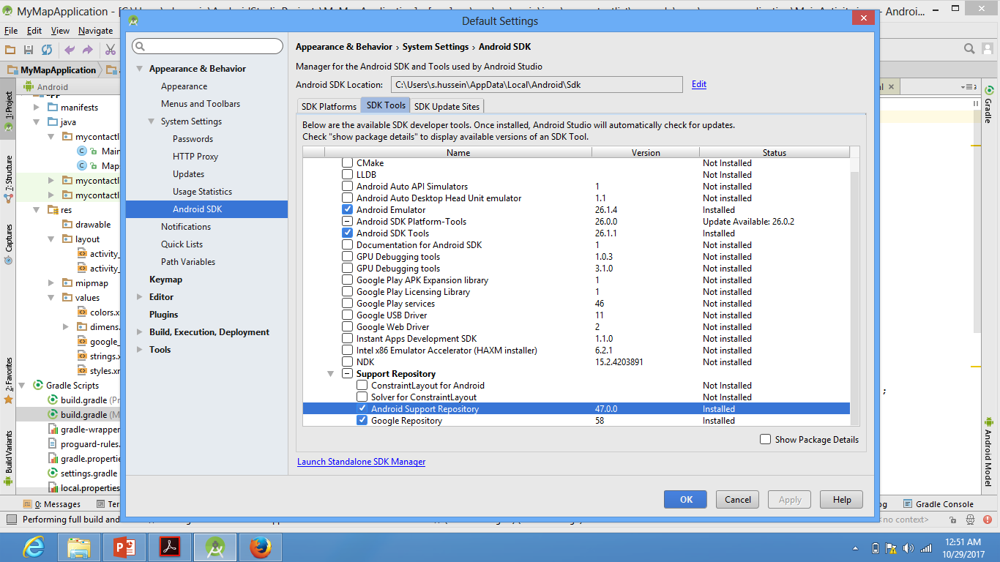 MyMapApplication - [
- Andr...
Default Settings
File Edit View Navigate
MyMapApplication
Android
manifests
java
mycontactl
Main
Map
mycontactl
mycontactl
res
drawable
layout
activity_
activity_
mipmap
values
colors.x
dimen
google_
strings.x
styles.x
Gradle Scripts
build.gradle (P
build.gradle (M
gradle-wrapper
proguard-rules.
gradle.propertie
settings.gradle
local.properties
1: Project
7: Structure
Captures
2: Favorites
Build Variants
Appearance & Behavior
Appearance
Menus and Toolbars
System Settings
Passwords
HTTP Proxy
Updates
Usage Statistics
Android SDK
Notifications
Quick Lists
Path Variables
Keymap
Editor
Plugins
Build, Execution, Deployment
Tools
Appearance & Behavior › System Settings › Android SDK
Manager for the Android SDK and Tools used by Android Studio
Android SDK Location: C:\Users\s.hussein\AppData\Local\Android\Sdk Edit
SDK Platforms SDK Tools SDK Update Sites
Below are the available SDK developer tools. Once installed, Android Studio will automatically check for updates.
Check "show package details" to display available versions of an SDK Tool.
Name Version Status
CMake Not Installed
LLDB Not Installed
Android Auto API Simulators 1 Not installed
Android Auto Desktop Head Unit emulator 1.1 Not installed
Android Emulator 26.1.4 Installed
Android SDK Platform-Tools 26.0.0 Update Available: 26.0.2
Android SDK Tools 26.1.1 Installed
Documentation for Android SDK 1 Not installed
GPU Debugging tools 1.0.3 Not installed
GPU Debugging tools 3.1.0 Not installed
Google Play APK Expansion library 1 Not installed
Google Play Licensing Library 1 Not installed
Google Play services 46 Not installed
Google USB Driver 11 Not installed
Google Web Driver 2 Not installed
Instant Apps Development SDK 1.1.0 Not installed
Intel x86 Emulator Accelerator (HAXM installer) 6.2.1 Not installed
NDK 15.2.4203891 Not installed
Support Repository
ConstraintLayout for Android Not Installed
Solver for ConstraintLayout Not Installed
Android Support Repository 47.0.0 Installed
Google Repository 58 Installed
Show Package Details
Launch Standalone SDK Manager
OK Cancel Apply Help
;
Gradle
Android Model
0: Messages Ter
Gradle Console
Performing full build and
<no context>
12:51 AM
10/29/2017